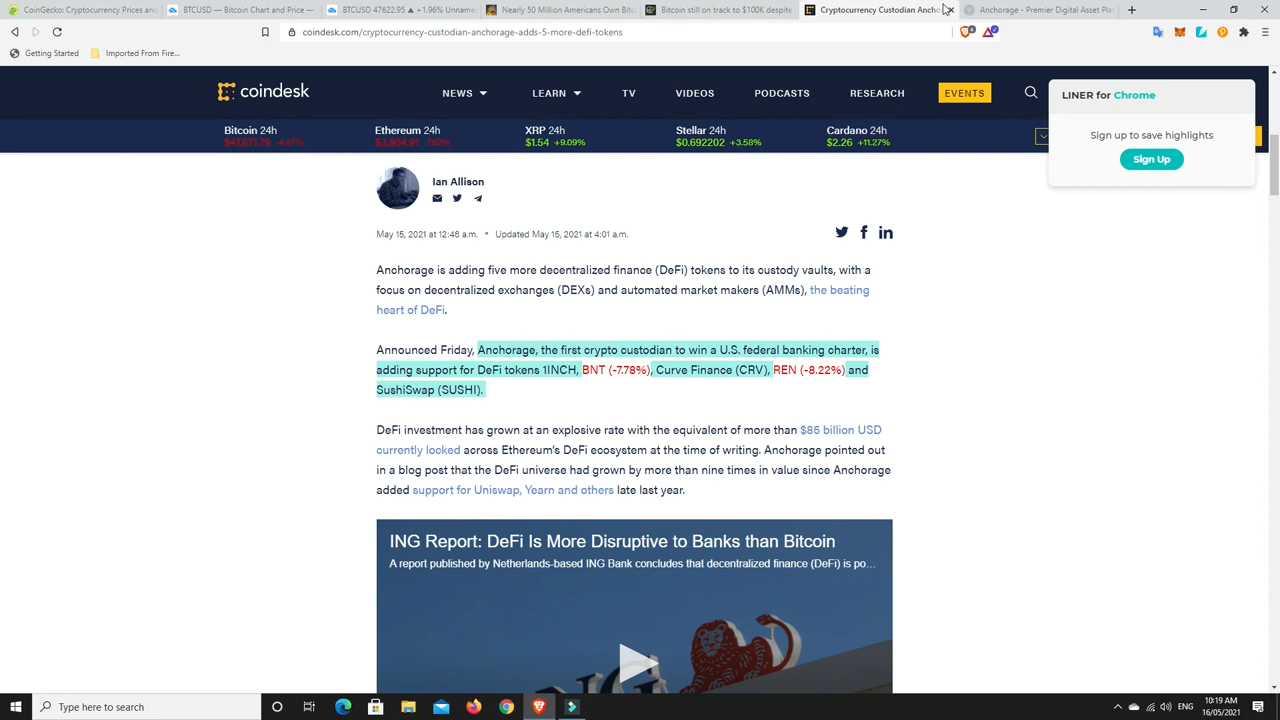 CoinGecko: Cryptocurrency Prices and
BTCUSD — Bitcoin Chart and Price —
BTCUSD 47622.95 ▲ +1.96% Unname
Nearly 50 Million Americans Own Bitc
Bitcoin still on track to $100K despite
Cryptocurrency Custodian Ancho
Anchorage - Premier Digital Asset Pla
coindesk.com/cryptocurrency-custodian-anchorage-adds-5-more-defi-tokens
Getting Started
Imported From Fire...
coindesk
NEWS
LEARN
TV
VIDEOS
PODCASTS
RESEARCH
EVENTS
LINER for Chrome
Sign up to save highlights
Sign Up
Bitcoin 24h
Ethereum 24h
XRP 24h
$1.54 +9.09%
Stellar 24h
$0.692202 +3.58%
Cardano 24h
$2.26 +11.27%
Ian Allison
May 15, 2021 at 12:48 a.m. • Updated May 15, 2021 at 4:01 a.m.
Anchorage is adding five more decentralized finance (DeFi) tokens to its custody vaults, with a
focus on decentralized exchanges (DEXs) and automated market makers (AMMs), the beating
heart of DeFi.
Announced Friday, Anchorage, the first crypto custodian to win a U.S. federal banking charter, is
adding support for DeFi tokens 1INCH, BNT (-7.78%), Curve Finance (CRV), REN (-8.22%) and
SushiSwap (SUSHI).
DeFi investment has grown at an explosive rate with the equivalent of more than $85 billion USD
currently locked across Ethereum's DeFi ecosystem at the time of writing. Anchorage pointed out
in a blog post that the DeFi universe had grown by more than nine times in value since Anchorage
added support for Uniswap, Yearn and others late last year.
ING Report: DeFi Is More Disruptive to Banks than Bitcoin
A report published by Netherlands-based ING Bank concludes that decentralized finance (DeFi) is po...
Type here to search
ENG
10:19 AM
16/05/2021